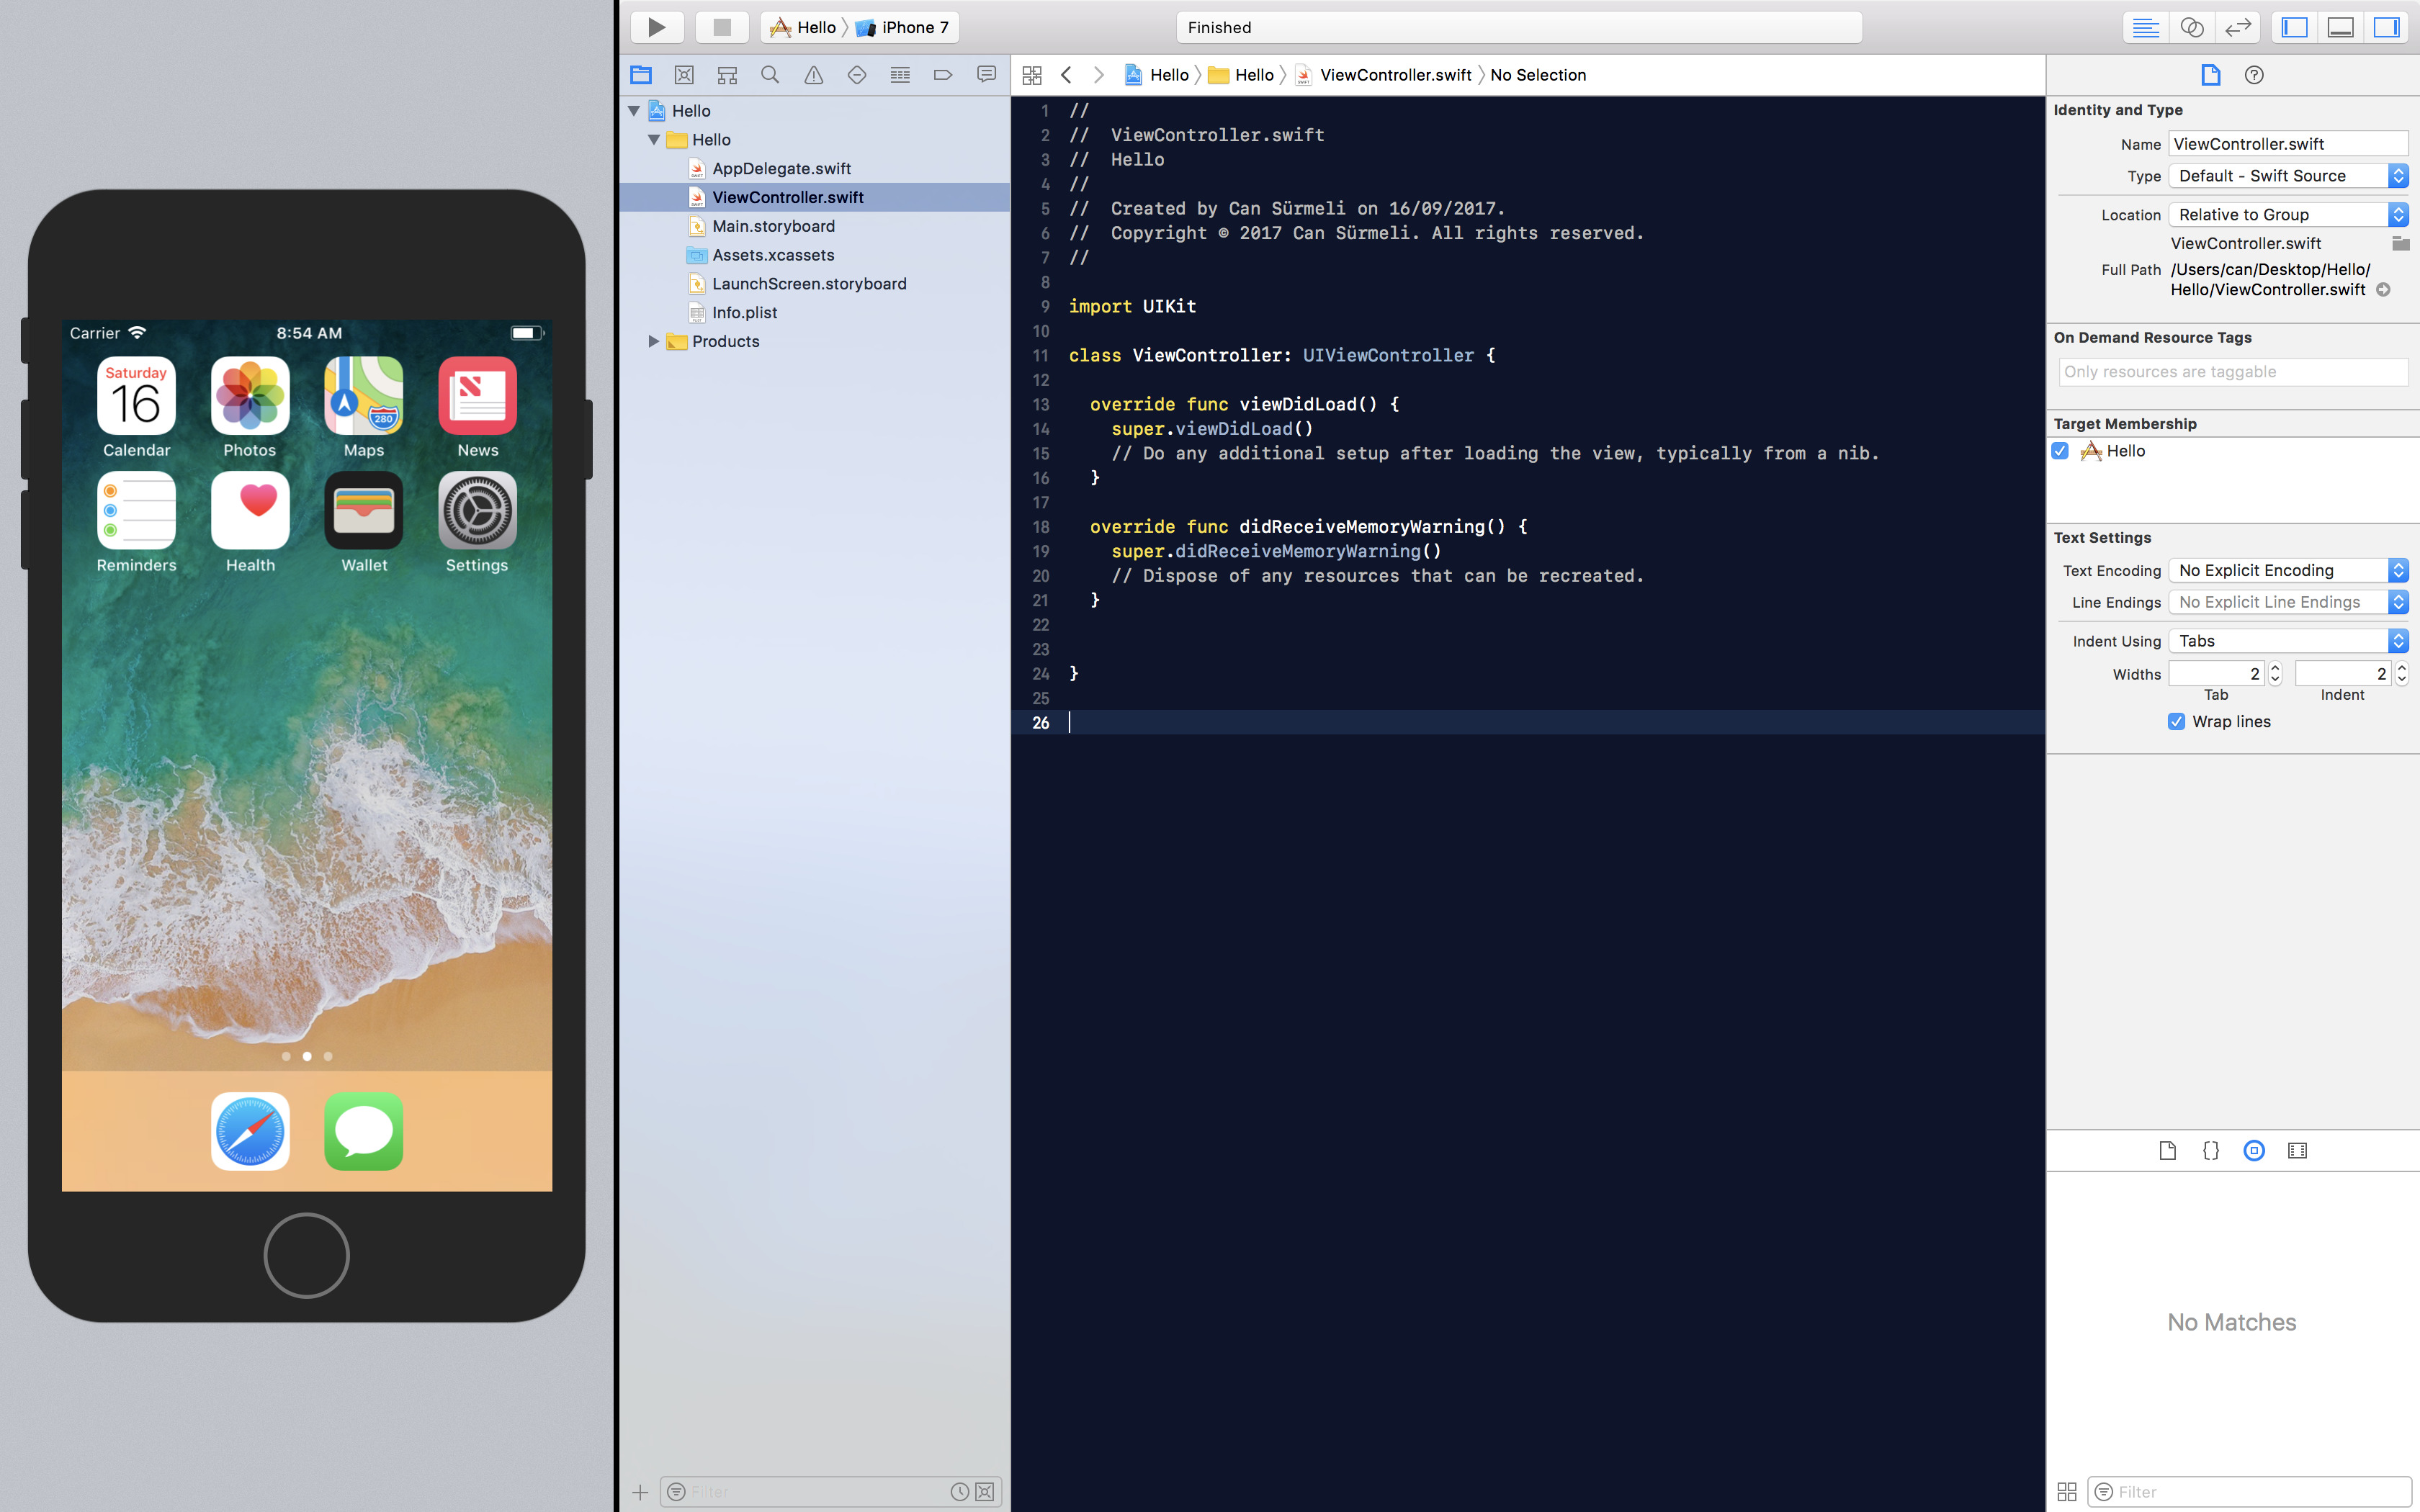 Carrier
8:54 AM
Saturday
16
280
Calendar
Photos
Maps
News
Reminders
Health
Wallet
Settings
Hello
iPhone 7
Finished
Hello
Hello
AppDelegate.swift
ViewController.swift
Main.storyboard
Assets.xcassets
LaunchScreen.storyboard
Info.plist
Products
Filter
Hello
Hello
ViewController.swift
No Selection
1 //
2 //  ViewController.swift
3 //  Hello
4 //
5 //  Created by Can Sürmeli on 16/09/2017.
6 //  Copyright © 2017 Can Sürmeli. All rights reserved.
7 //
8
9 import UIKit
10
11 class ViewController: UIViewController {
12
13   override func viewDidLoad() {
14     super.viewDidLoad()
15     // Do any additional setup after loading the view, typically from a nib.
16   }
17
18   override func didReceiveMemoryWarning() {
19     super.didReceiveMemoryWarning()
20     // Dispose of any resources that can be recreated.
21   }
22
23
24 }
25
26
Identity and Type
Name ViewController.swift
Type Default - Swift Source
Location Relative to Group
ViewController.swift
Full Path /Users/can/Desktop/Hello/
Hello/ViewController.swift
On Demand Resource Tags
Only resources are taggable
Target Membership
Hello
Text Settings
Text Encoding No Explicit Encoding
Line Endings No Explicit Line Endings
Indent Using Tabs
Widths 2 2
Tab Indent
Wrap lines
{}
No Matches
Filter